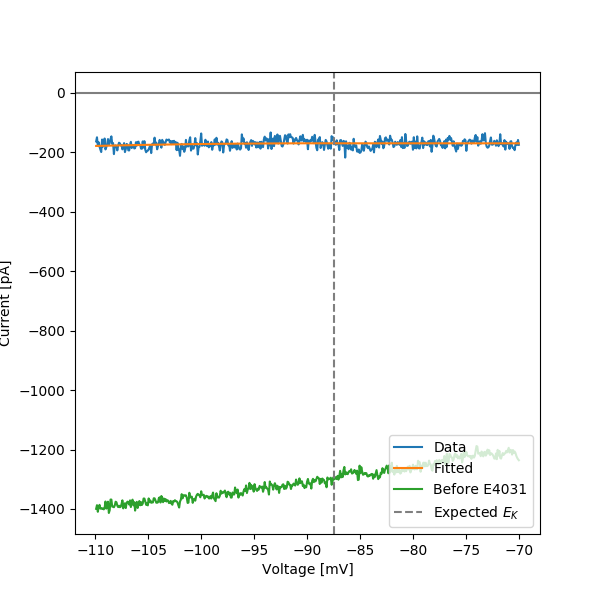 0
−200
−400
−600
−800
−1000
−1200
−1400
Current [pA]
−110 −105 −100 −95 −90 −85 −80 −75 −70
Voltage [mV]
Data
Fitted
Before E4031
Expected E_K